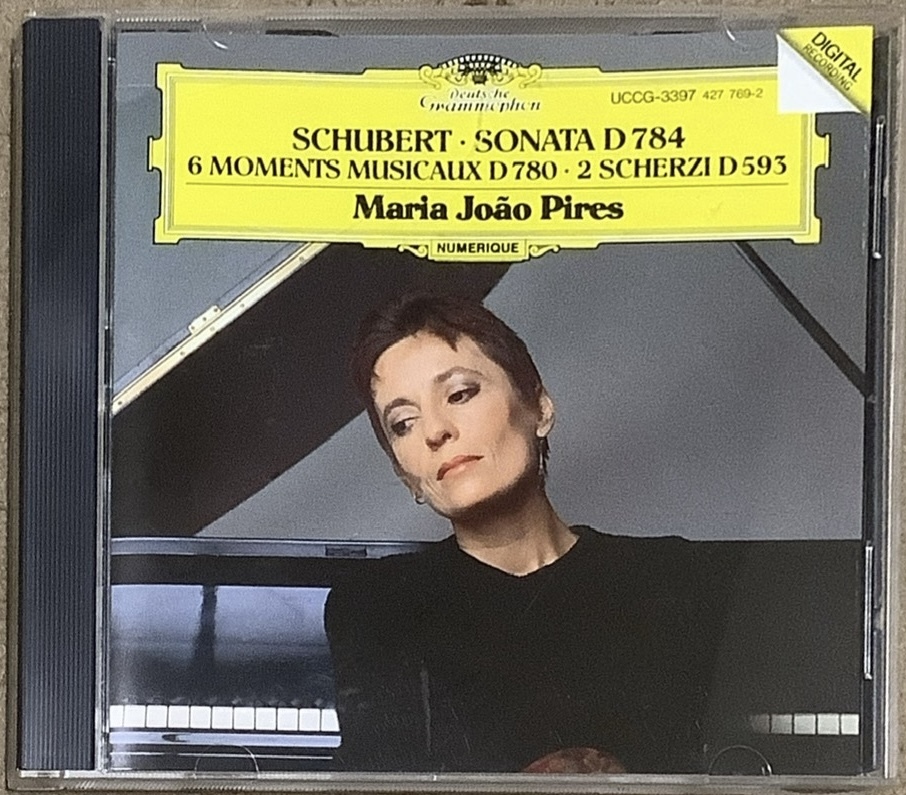 DIGITAL
RECORDING
Deutsche
Grammophon
UCCG-3397 427 769-2
SCHUBERT · SONATA D 784
6 MOMENTS MUSICAUX D 780 · 2 SCHERZI D 593
Maria João Pires
NUMERIQUE